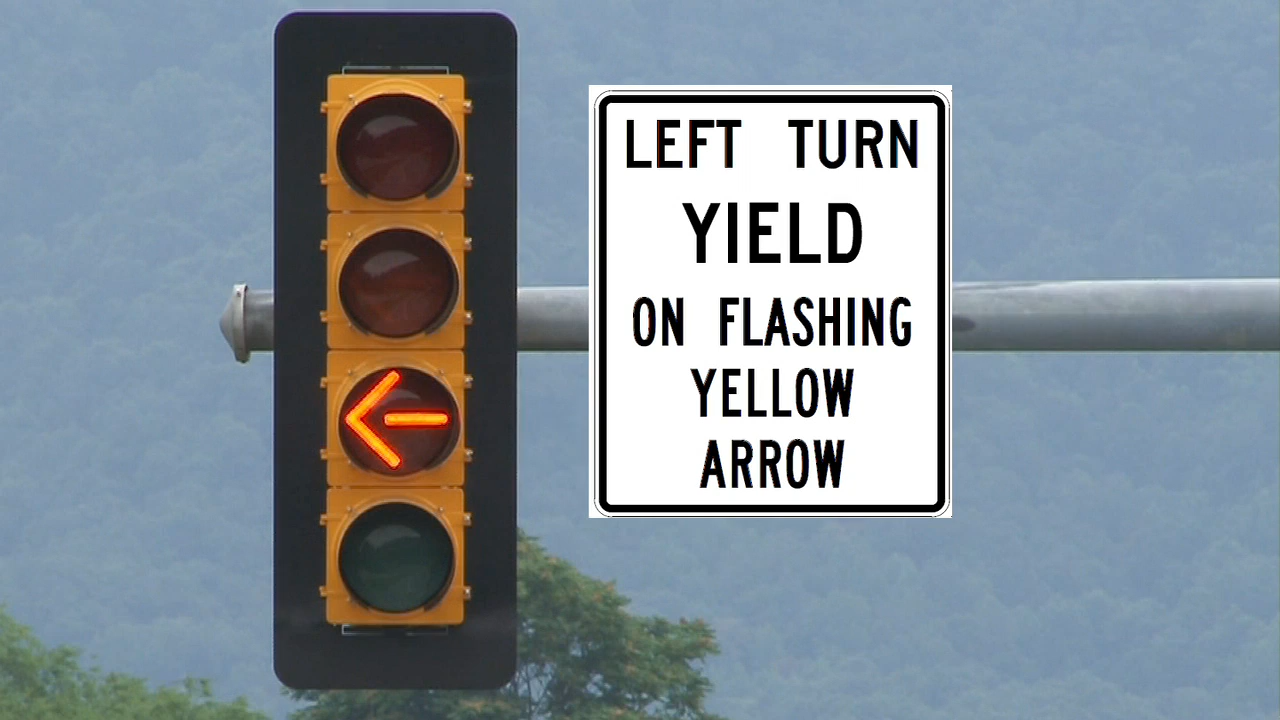 LEFT TURN
YIELD
ON FLASHING
YELLOW
ARROW